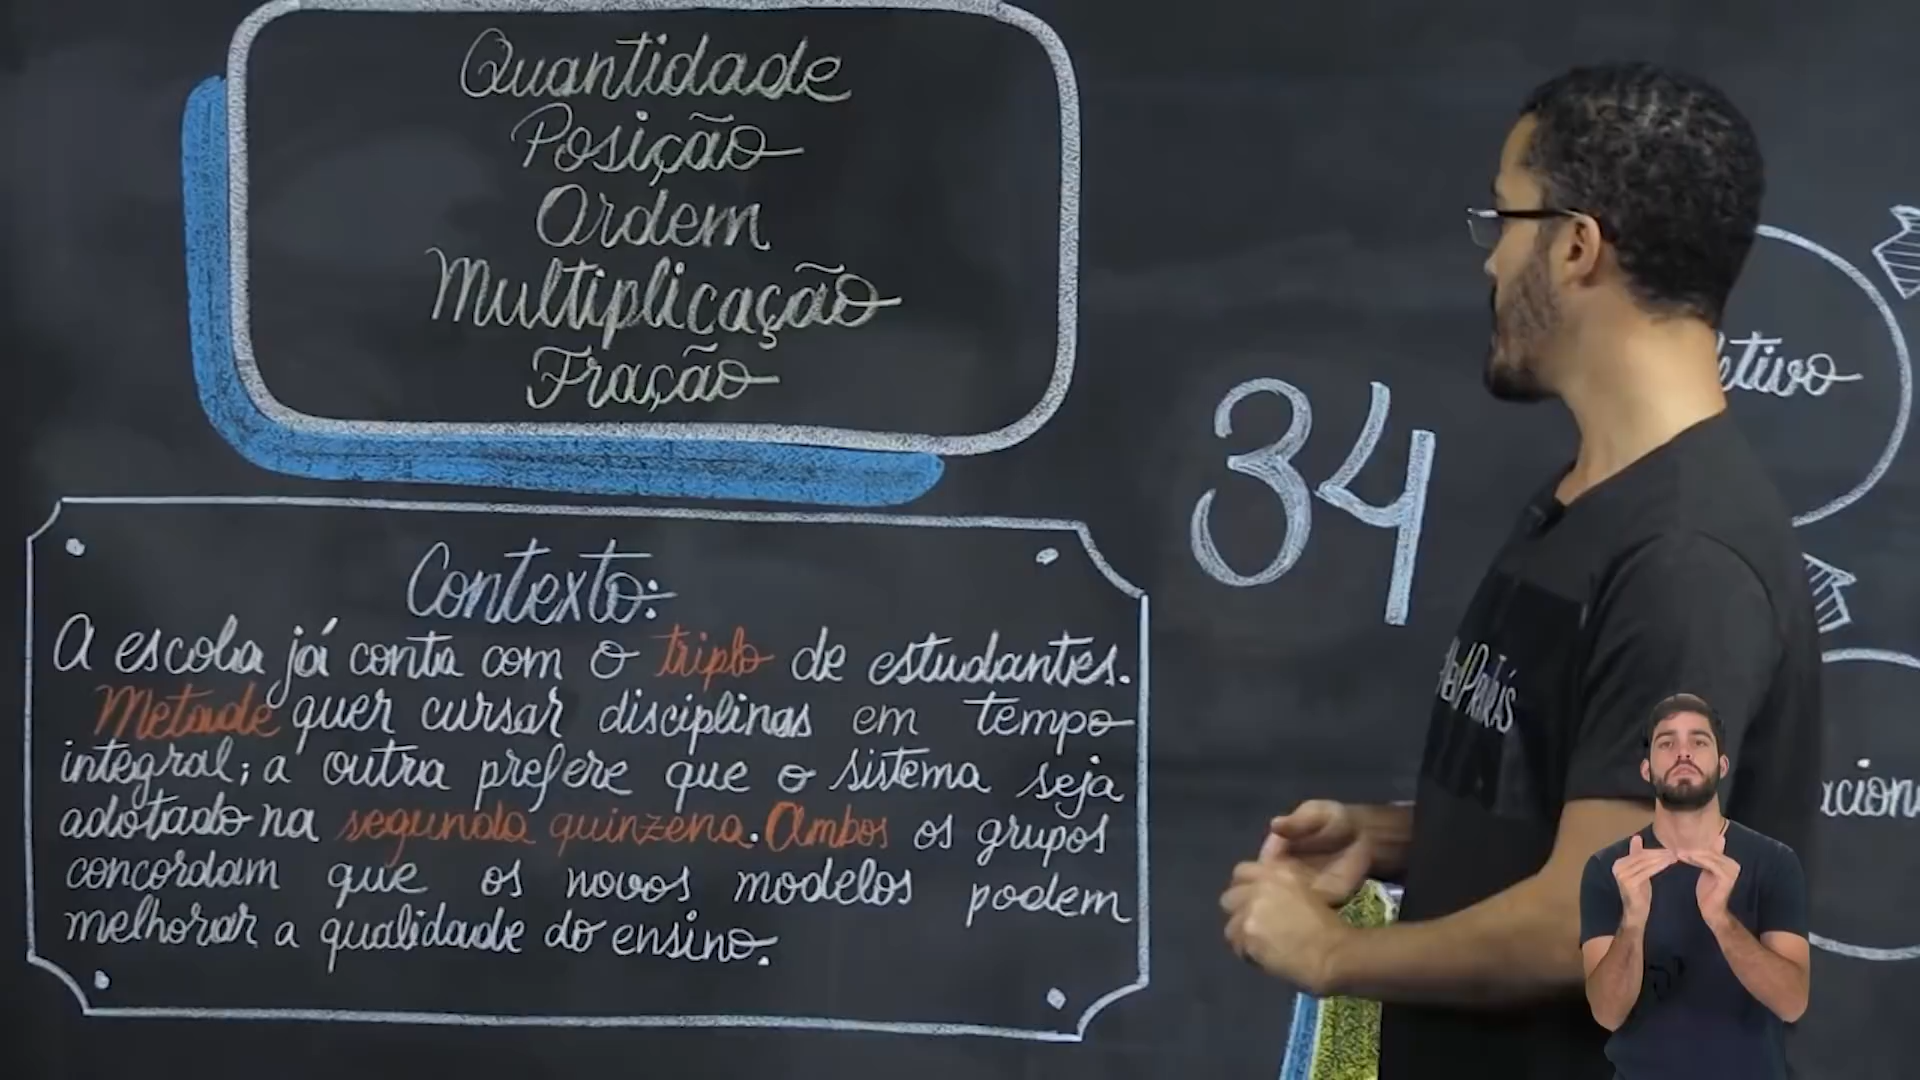 Quantidade
Posição
Ordem
Multiplicação
Fração
34
Contexto:
A escola já conta com o triplo de estudantes.
Metade quer cursar disciplinas em tempo
integral; a outra prefere que o sistema seja
adotado na segunda quinzena. Ambos os grupos
concordam que os novos modelos podem
melhorar a qualidade do ensino.